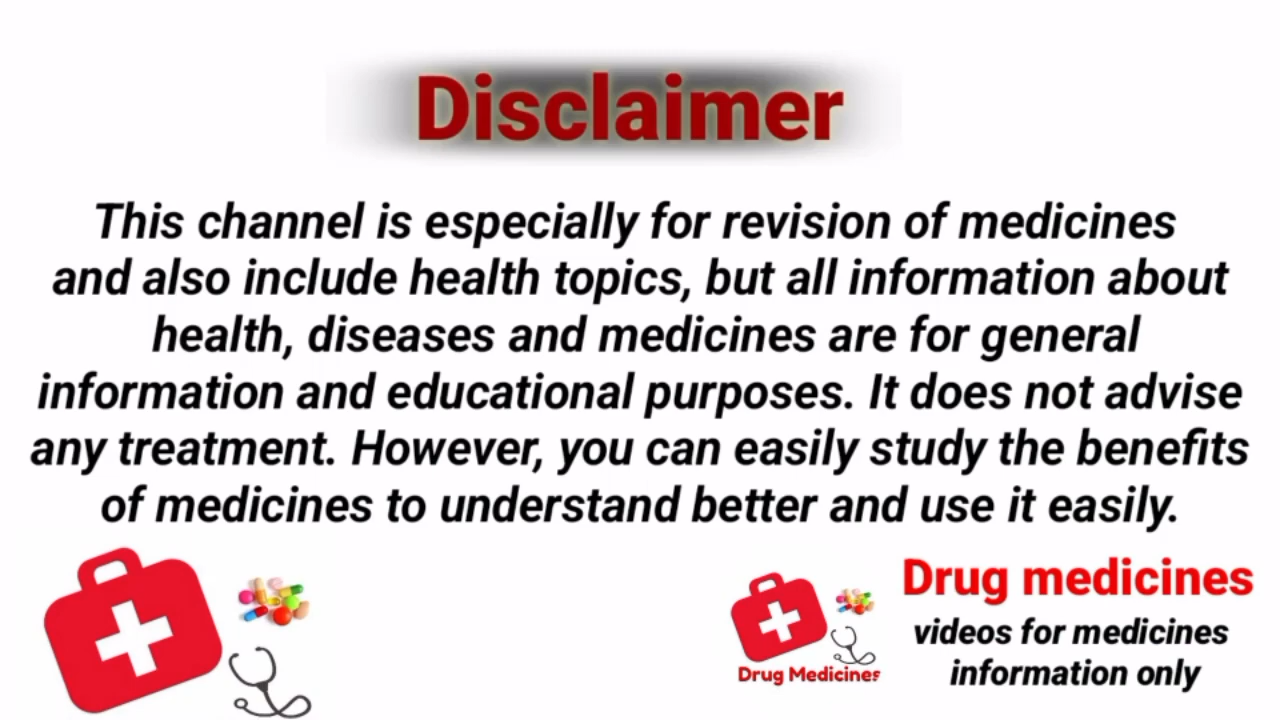 Disclaimer
This channel is especially for revision of medicines
and also include health topics, but all information about
health, diseases and medicines are for general
information and educational purposes. It does not advise
any treatment. However, you can easily study the benefits
of medicines to understand better and use it easily.
Drug Medicines
Drug medicines
videos for medicines
information only